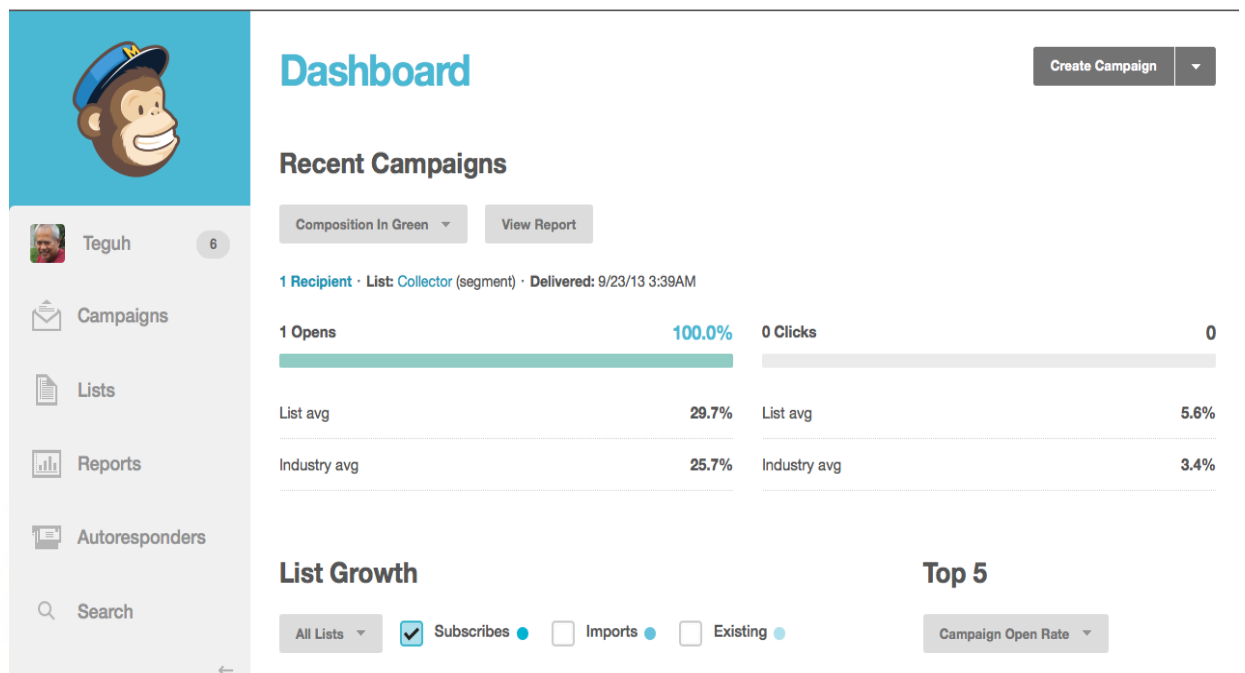 M
Dashboard
Create Campaign
Recent Campaigns
Composition In Green
View Report
Teguh
6
1 Recipient · List: Collector (segment) · Delivered: 9/23/13 3:39AM
Campaigns
1 Opens
100.0%
0 Clicks
0
Lists
List avg
29.7%
List avg
5.6%
Reports
Industry avg
25.7%
Industry avg
3.4%
Autoresponders
List Growth
Top 5
Search
All Lists
Subscribes
Imports
Existing
Campaign Open Rate